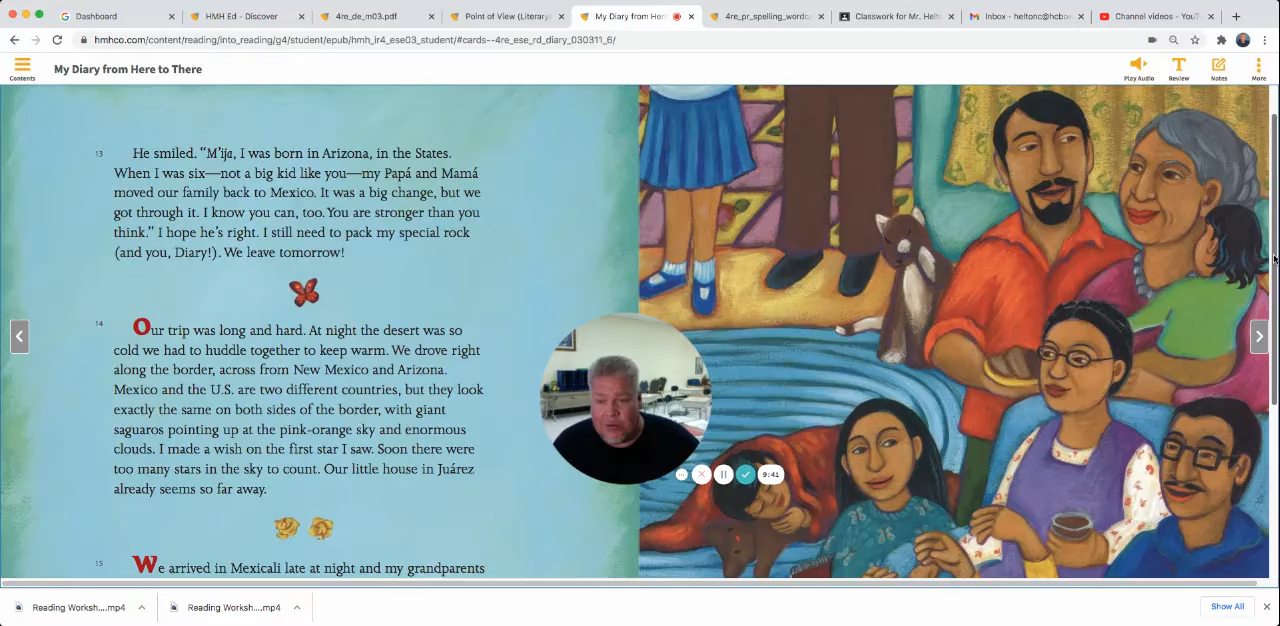 Dashboard
HMH Ed - Discover
4re_de_m03.pdf
Point of View (Literary)
My Diary from Here
4re_pr_spelling_wordc
Classwork for Mr. Helto
Inbox - heltonc@hcbo
Channel videos - YouT
hmhco.com/content/reading/into_reading/g4/student/epub/hmh_ir4_ese03_student/#cards--4re_ese_rd_diary_030311_6/
Contents
My Diary from Here to There
Play Audio
Review
Notes
More
13
He smiled. “M’ija, I was born in Arizona, in the States.
When I was six—not a big kid like you—my Papá and Mamá
moved our family back to Mexico. It was a big change, but we
got through it. I know you can, too. You are stronger than you
think.” I hope he’s right. I still need to pack my special rock
(and you, Diary!). We leave tomorrow!
14
Our trip was long and hard. At night the desert was so
cold we had to huddle together to keep warm. We drove right
along the border, across from New Mexico and Arizona.
Mexico and the U.S. are two different countries, but they look
exactly the same on both sides of the border, with giant
saguaros pointing up at the pink-orange sky and enormous
clouds. I made a wish on the first star I saw. Soon there were
too many stars in the sky to count. Our little house in Juárez
already seems so far away.
15
We arrived in Mexicali late at night and my grandparents
9:41
Reading Worksh....mp4
Reading Worksh....mp4
Show All